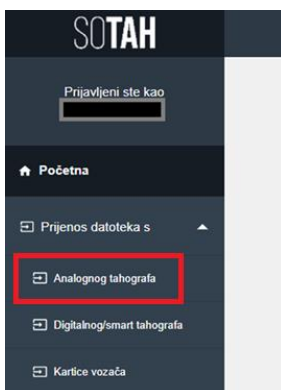 SOTAH
Prijavljeni ste kao
Početna
Prijenos datoteka s
Analognog tahografa
Digitalnog/smart tahografa
Kartice vozača